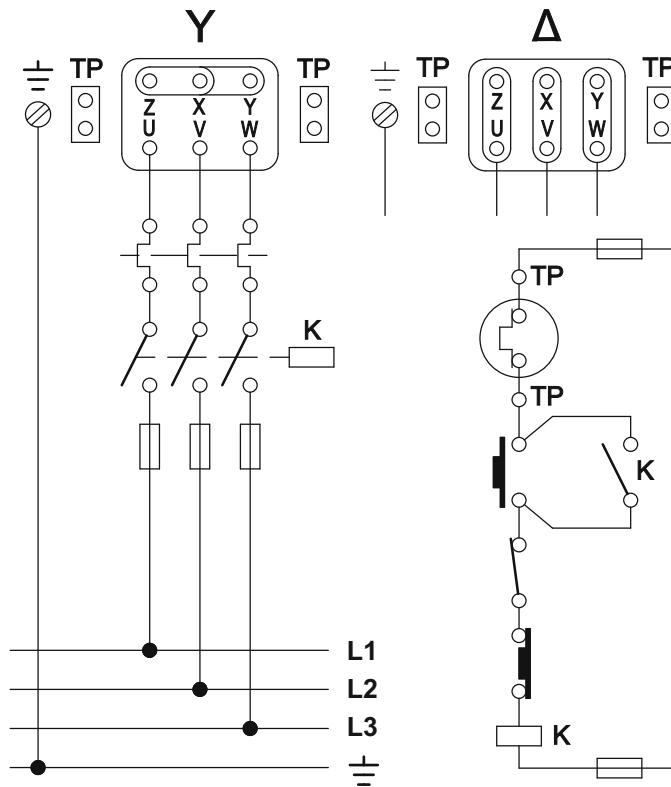 Y Δ
TP TP TP TP
Z X Y Z X Y
U V W U V W
TP
K
TP
K
L1
L2
L3
K